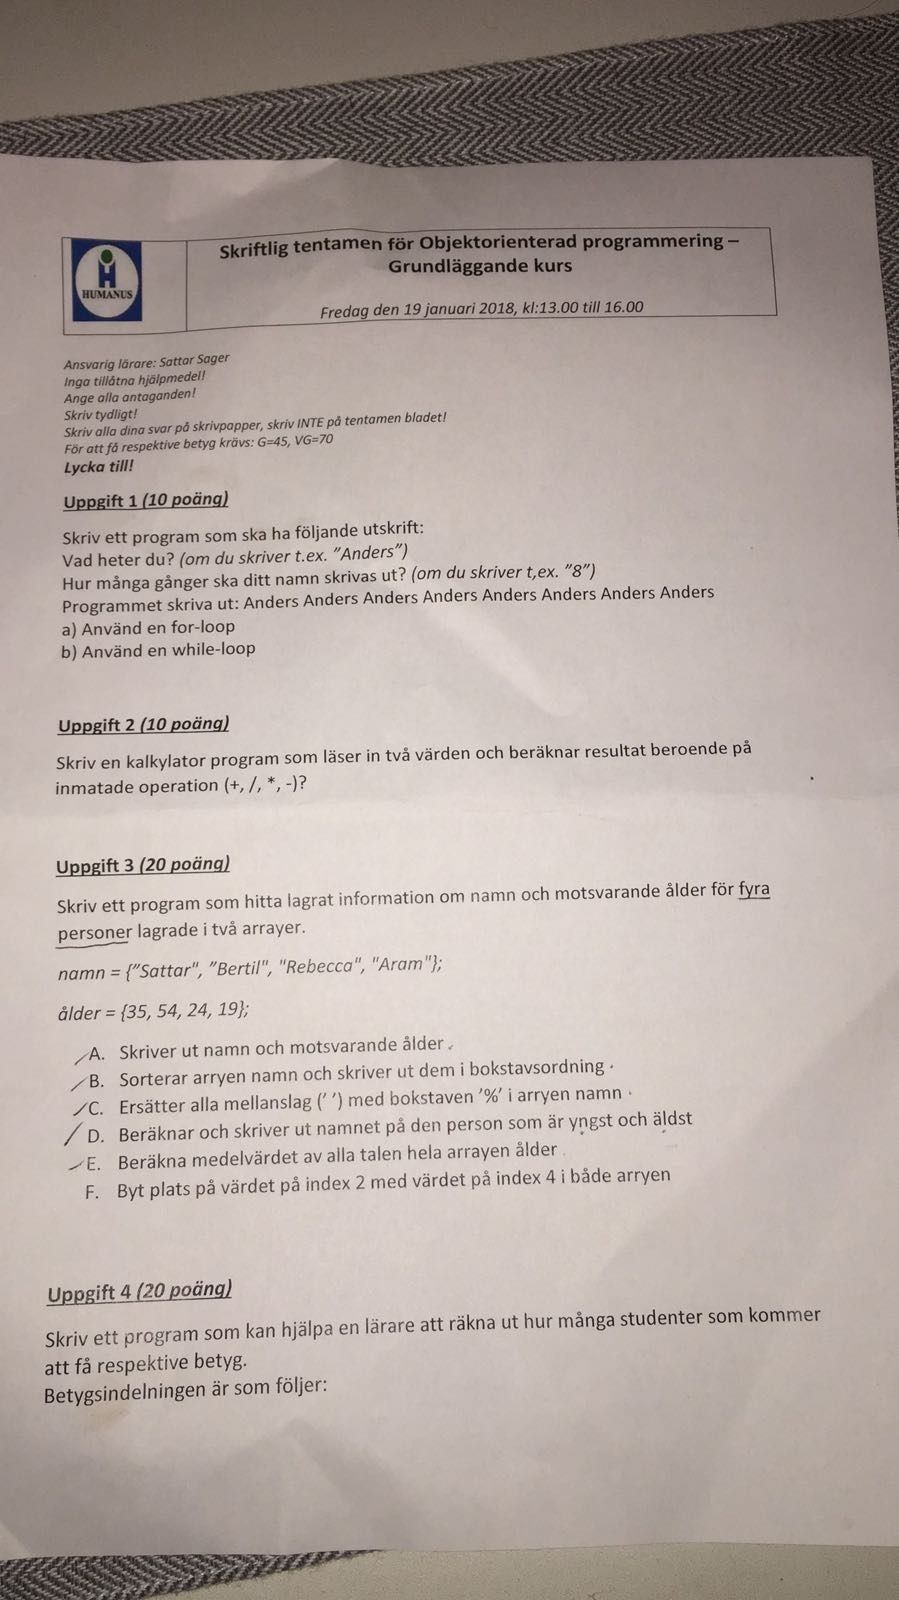 HUMANUS
Skriftlig tentamen för Objektorienterad programmering –
Grundläggande kurs
Fredag den 19 januari 2018, kl:13.00 till 16.00
Ansvarig lärare: Sattar Sager
Inga tillåtna hjälpmedel!
Ange alla antaganden!
Skriv tydligt!
Skriv alla dina svar på skrivpapper, skriv INTE på tentamen bladet!
För att få respektive betyg krävs: G=45, VG=70
Lycka till!
Uppgift 1 (10 poäng)
Skriv ett program som ska ha följande utskrift:
Vad heter du? (om du skriver t.ex. ”Anders”)
Hur många gånger ska ditt namn skrivas ut? (om du skriver t,ex. ”8”)
Programmet skriva ut: Anders Anders Anders Anders Anders Anders Anders Anders
a) Använd en for-loop
b) Använd en while-loop
Uppgift 2 (10 poäng)
Skriv en kalkylator program som läser in två värden och beräknar resultat beroende på
inmatade operation (+, /, *, -)?
Uppgift 3 (20 poäng)
Skriv ett program som hitta lagrat information om namn och motsvarande ålder för fyra
personer lagrade i två arrayer.
namn = {”Sattar", ”Bertil", "Rebecca", "Aram"};
ålder = {35, 54, 24, 19};
A. Skriver ut namn och motsvarande ålder
B. Sorterar arryen namn och skriver ut dem i bokstavsordning
C. Ersätter alla mellanslag (’ ’) med bokstaven ’%’ i arryen namn
D. Beräknar och skriver ut namnet på den person som är yngst och äldst
E. Beräkna medelvärdet av alla talen hela arrayen ålder
F. Byt plats på värdet på index 2 med värdet på index 4 i både arryen
Uppgift 4 (20 poäng)
Skriv ett program som kan hjälpa en lärare att räkna ut hur många studenter som kommer
att få respektive betyg.
Betygsindelningen är som följer: